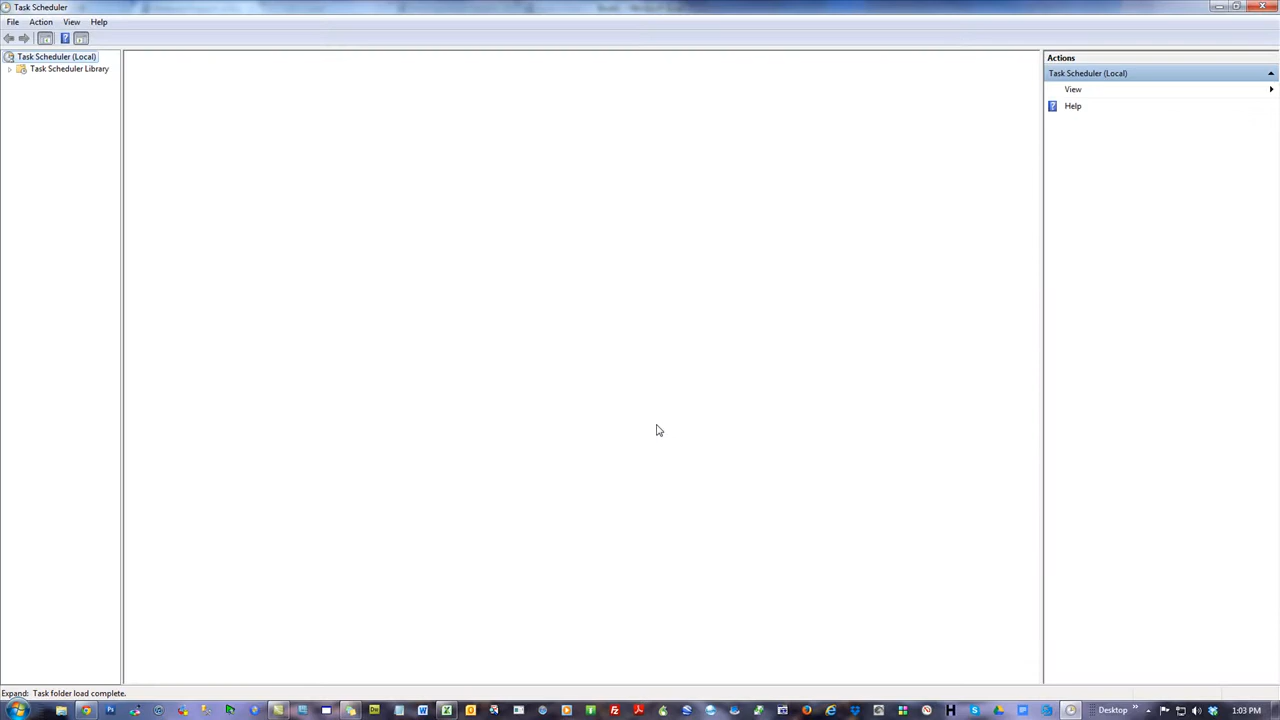 Task Scheduler
File Action View Help
Task Scheduler (Local)
Task Scheduler Library
Actions
Task Scheduler (Local)
View
Help
Expand: Task folder load complete.
Desktop
1:03 PM